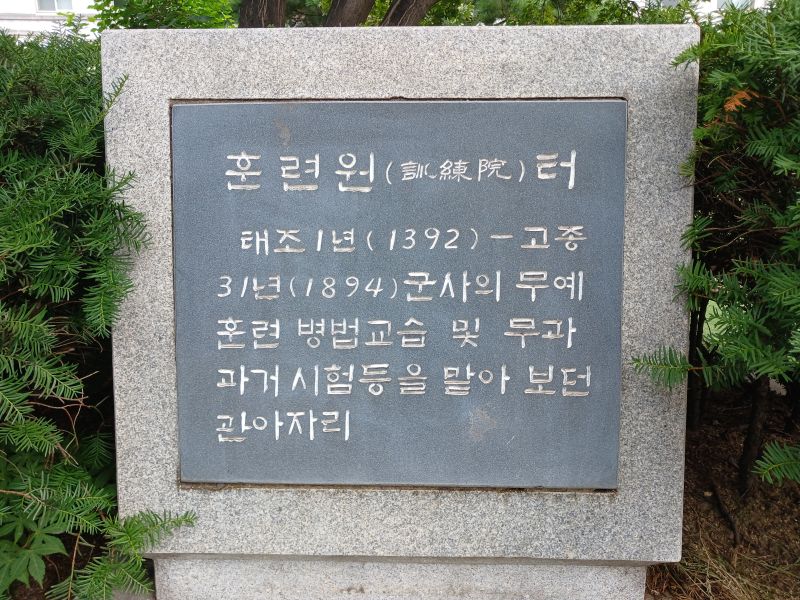 훈련원(訓練院)터
태조1년(1392)-고종
31년(1894)군사의 무예
훈련 병법교습 및 무과
과거시험등을 맡아 보던
관아자리